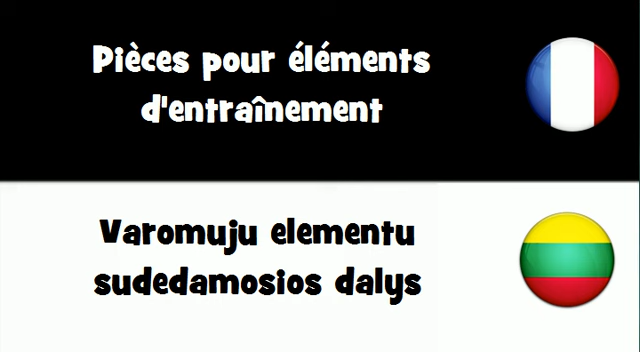 Pièces pour éléments
d'entraînement
Varomuju elementu
sudedamosios dalys